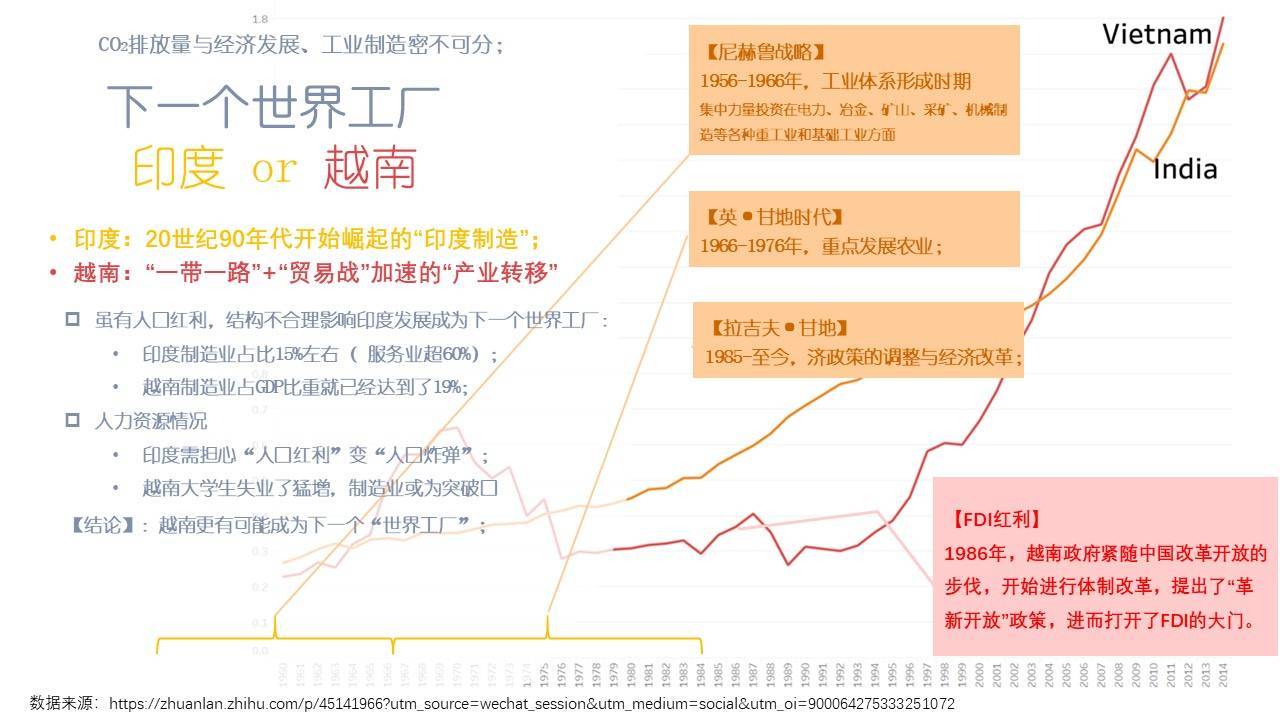 CO₂排放量与经济发展、工业制造密不可分；
下一个世界工厂
印度 or 越南
• 印度：20世纪90年代开始崛起的“印度制造”；
• 越南：“一带一路”+“贸易战”加速的“产业转移”
虽有人口红利，结构不合理影响印度发展成为下一个世界工厂：
• 印度制造业占比15%左右（ 服务业超60%）；
• 越南制造业占GDP比重就已经达到了19%；
人力资源情况
• 印度需担心“人口红利”变“人口炸弹”；
• 越南大学生失业了猛增，制造业或为突破口
【结论】：越南更有可能成为下一个“世界工厂”；
【尼赫鲁战略】
1956-1966年，工业体系形成时期
集中力量投资在电力、冶金、矿山、采矿、机械制
造等各种重工业和基础工业方面
【英●甘地时代】
1966-1976年，重点发展农业；
【拉吉夫●甘地】
1985-至今，济政策的调整与经济改革；
Vietnam
India
【FDI红利】
1986年，越南政府紧随中国改革开放的
步伐，开始进行体制改革，提出了“革
新开放”政策，进而打开了FDI的大门。
1.8
0.8
0.7
0.3
0.2
0.1
0.0
1960 1961 1962 1963 1964 1965 1966 1967 1968 1969 1970 1971 1972 1973 1974 1975 1976 1977 1978 1979 1980 1981 1982 1983 1984 1985 1986 1987 1988 1989 1990 1991 1992 1993 1994 1995 1996 1997 1998 1999 2000 2001 2002 2003 2004 2005 2006 2007 2008 2009 2010 2011 2012 2013 2014
数据来源：https://zhuanlan.zhihu.com/p/45141966?utm_source=wechat_session&utm_medium=social&utm_oi=900064275333251072